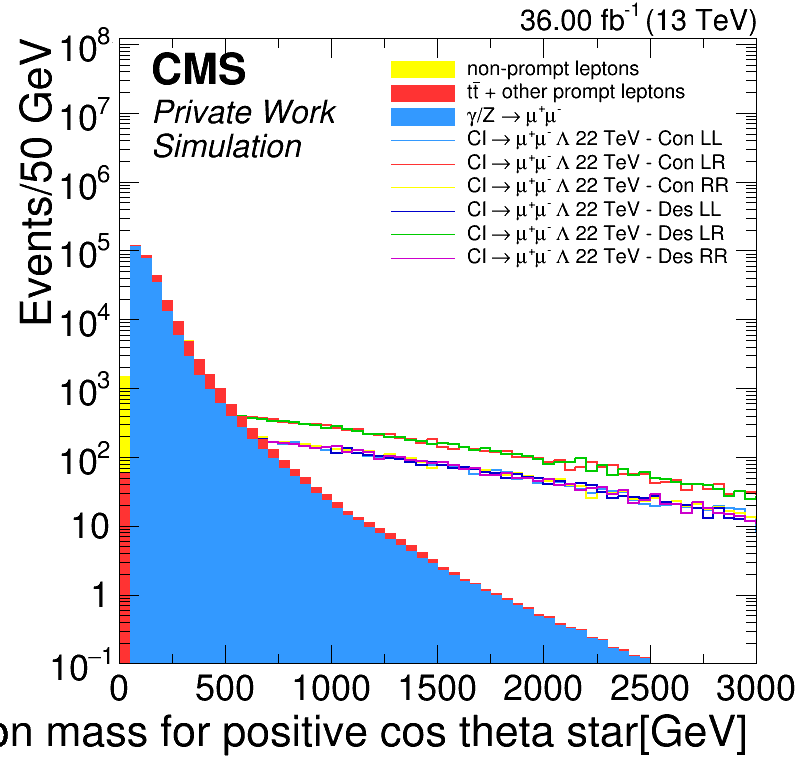 36.00 fb⁻¹ (13 TeV)
CMS
Private Work
Simulation
non-prompt leptons
tt̄ + other prompt leptons
γ/Z → μ⁺μ⁻
CI → μ⁺μ⁻ Λ 22 TeV - Con LL
CI → μ⁺μ⁻ Λ 22 TeV - Con LR
CI → μ⁺μ⁻ Λ 22 TeV - Con RR
CI → μ⁺μ⁻ Λ 22 TeV - Des LL
CI → μ⁺μ⁻ Λ 22 TeV - Des LR
CI → μ⁺μ⁻ Λ 22 TeV - Des RR
Events/50 GeV
10⁸
10⁷
10⁶
10⁵
10⁴
10³
10²
10
1
10⁻¹
0 500 1000 1500 2000 2500 3000
on mass for positive cos theta star[GeV]